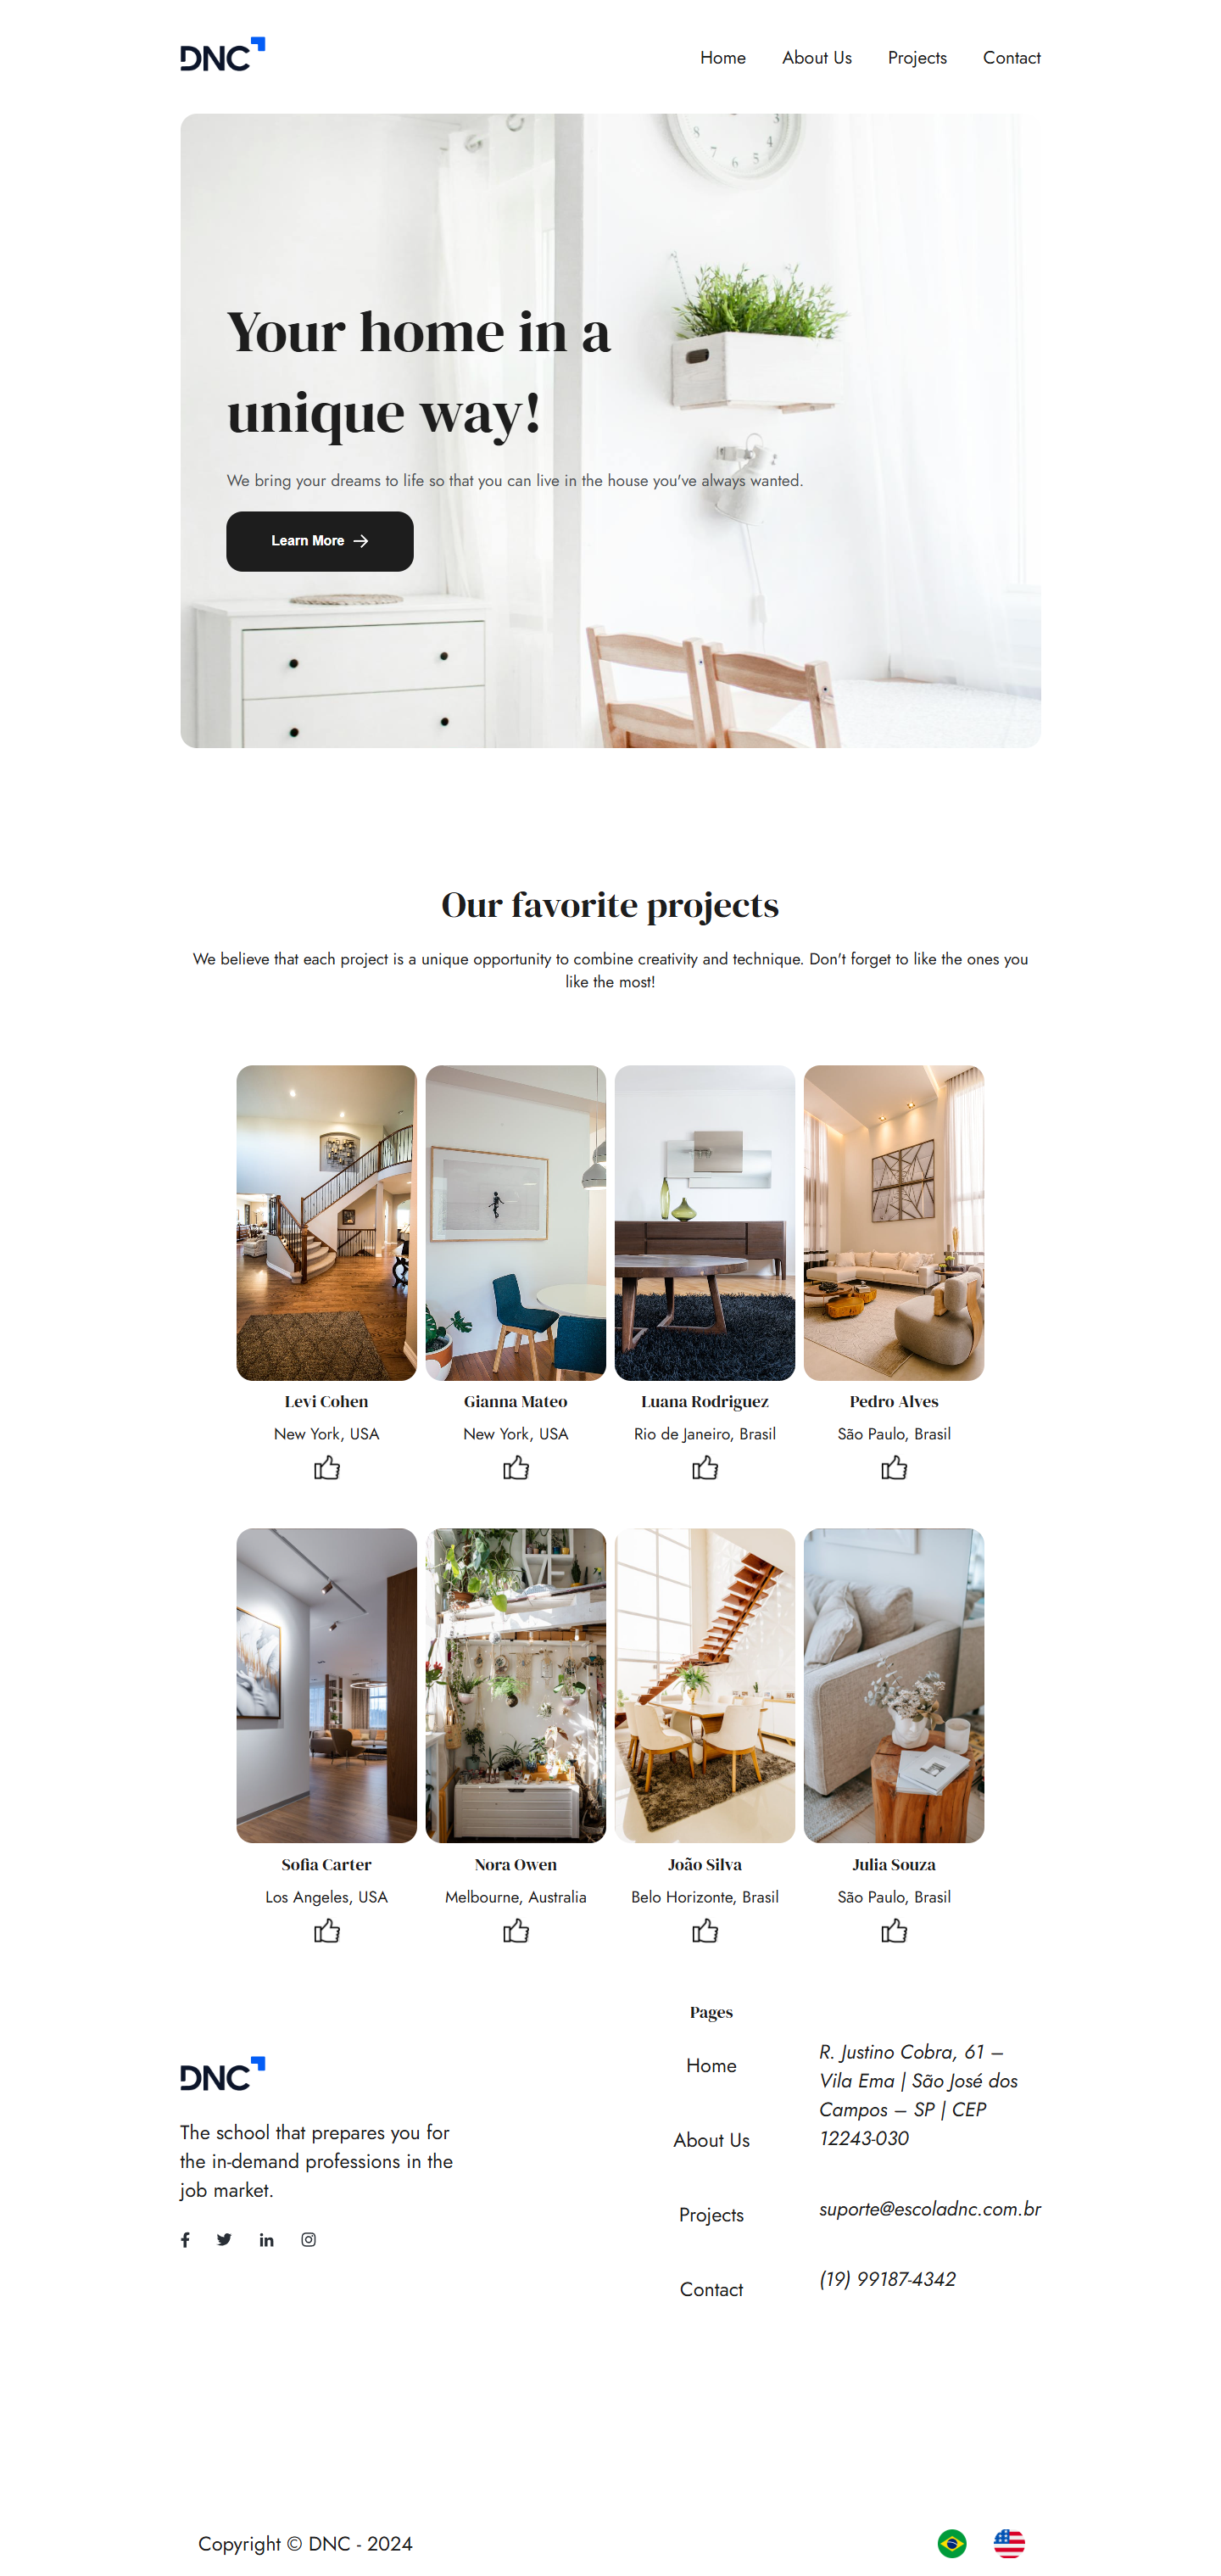 DNC
Home
About Us
Projects
Contact
Your home in a
unique way!
We bring your dreams to life so that you can live in the house you've always wanted.
Learn More
Our favorite projects
We believe that each project is a unique opportunity to combine creativity and technique. Don't forget to like the ones you
like the most!
Levi Cohen
New York, USA
Gianna Mateo
New York, USA
Luana Rodriguez
Rio de Janeiro, Brasil
Pedro Alves
São Paulo, Brasil
Sofia Carter
Los Angeles, USA
Nora Owen
Melbourne, Australia
João Silva
Belo Horizonte, Brasil
Julia Souza
São Paulo, Brasil
DNC
The school that prepares you for
the in-demand professions in the
job market.
Pages
Home
About Us
Projects
Contact
R. Justino Cobra, 61 –
Vila Ema | São José dos
Campos – SP | CEP
12243-030
suporte@escoladnc.com.br
(19) 99187-4342
Copyright © DNC - 2024